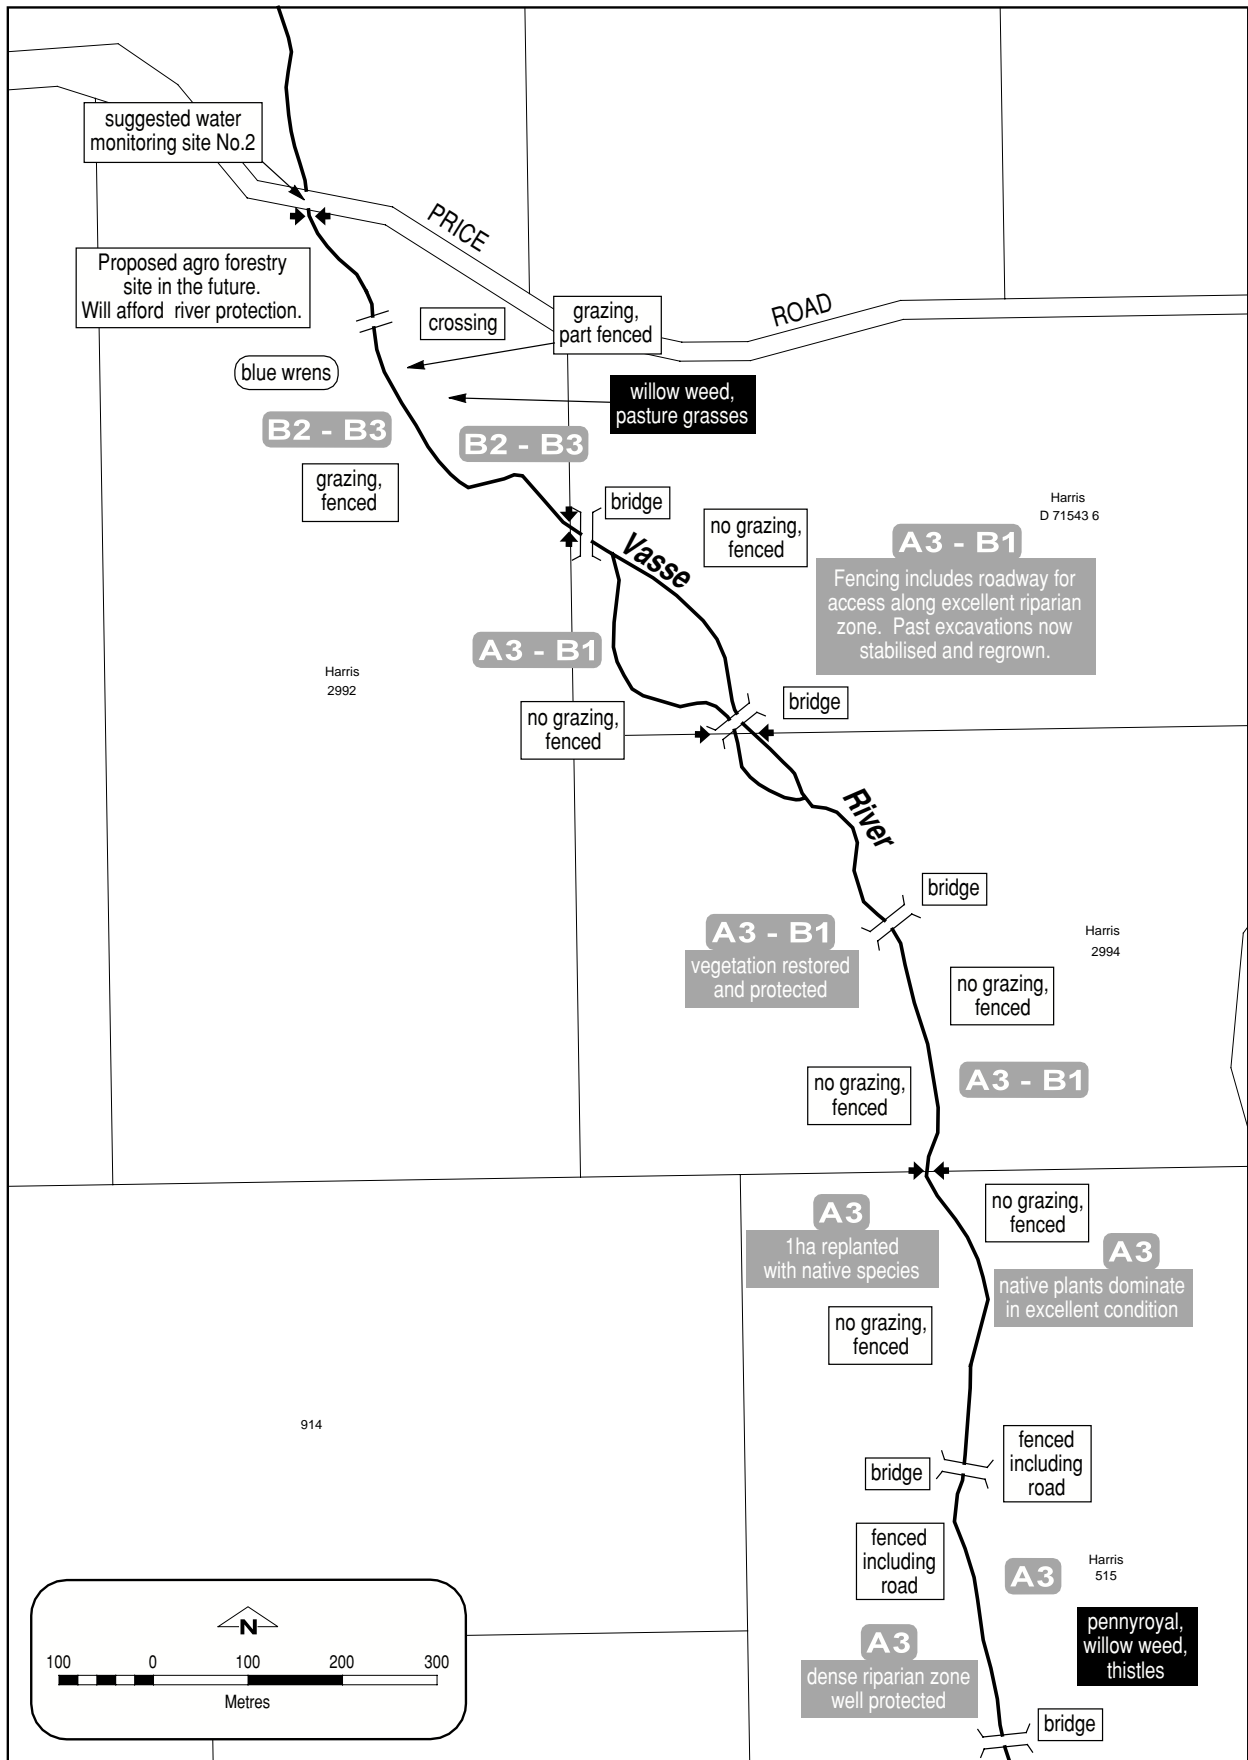 suggested water
monitoring site No.2
PRICE
Proposed agro forestry
site in the future.
Will afford river protection.
crossing
grazing,
part fenced
ROAD
blue wrens
willow weed,
pasture grasses
B2 - B3
B2 - B3
grazing,
fenced
bridge
Vasse
no grazing,
fenced
Harris
D 71543 6
A3 - B1
Fencing includes roadway for
access along excellent riparian
zone. Past excavations now
stabilised and regrown.
A3 - B1
Harris
2992
no grazing,
fenced
bridge
River
bridge
A3 - B1
vegetation restored
and protected
Harris
2994
no grazing,
fenced
no grazing,
fenced
A3 - B1
A3
1ha replanted
with native species
no grazing,
fenced
A3
native plants dominate
in excellent condition
no grazing,
fenced
914
bridge
fenced
including
road
fenced
including
road
A3
Harris
515
pennyroyal,
willow weed,
thistles
A3
dense riparian zone
well protected
bridge
N
100 0 100 200 300
Metres